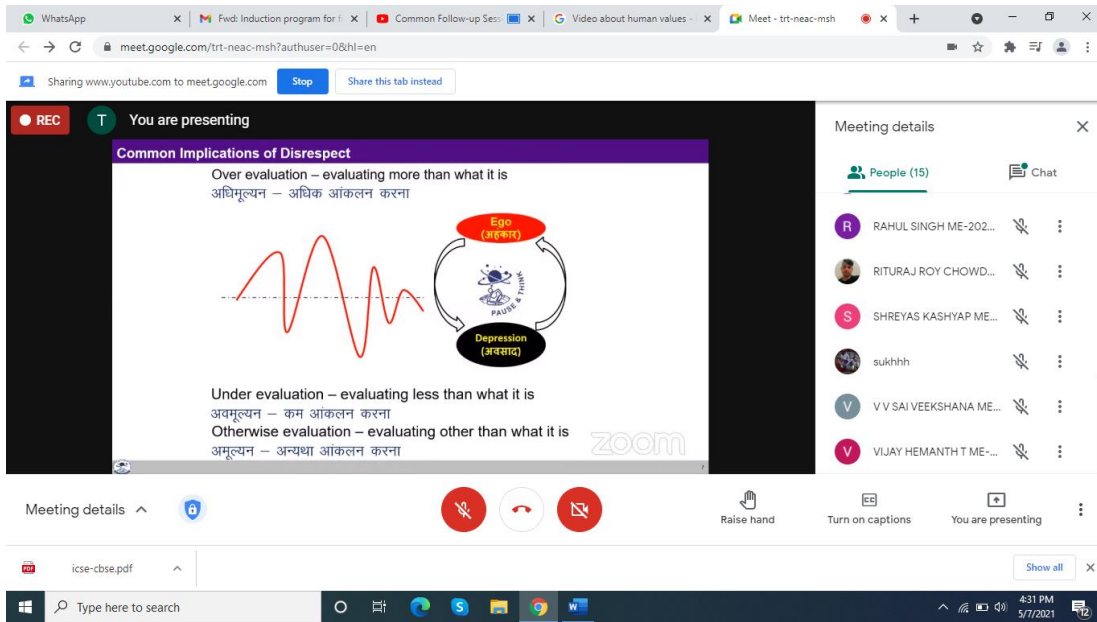 WhatsApp
Fwd: Induction program for f
Common Follow-up Sess
Video about human values -
Meet - trt-neac-msh
meet.google.com/trt-neac-msh?authuser=0&hl=en
Sharing www.youtube.com to meet.google.com
Stop
Share this tab instead
REC
T
You are presenting
Common Implications of Disrespect
Over evaluation – evaluating more than what it is
अधिमूल्यन – अधिक आंकलन करना
Ego
(अहंकार)
PAUSE & THINK
Depression
(अवसाद)
Under evaluation – evaluating less than what it is
अवमूल्यन – कम आंकलन करना
Otherwise evaluation – evaluating other than what it is
अमूल्यन – अन्यथा आंकलन करना
zoom
Meeting details
People (15)
Chat
R
RAHUL SINGH ME-202...
RITURAJ ROY CHOWD...
S
SHREYAS KASHYAP ME...
sukhhh
V
V V SAI VEEKSHANA ME...
V
VIJAY HEMANTH T ME-...
Meeting details
Raise hand
CC
Turn on captions
You are presenting
PDF
icse-cbse.pdf
Show all
Type here to search
4:31 PM
5/7/2021
12